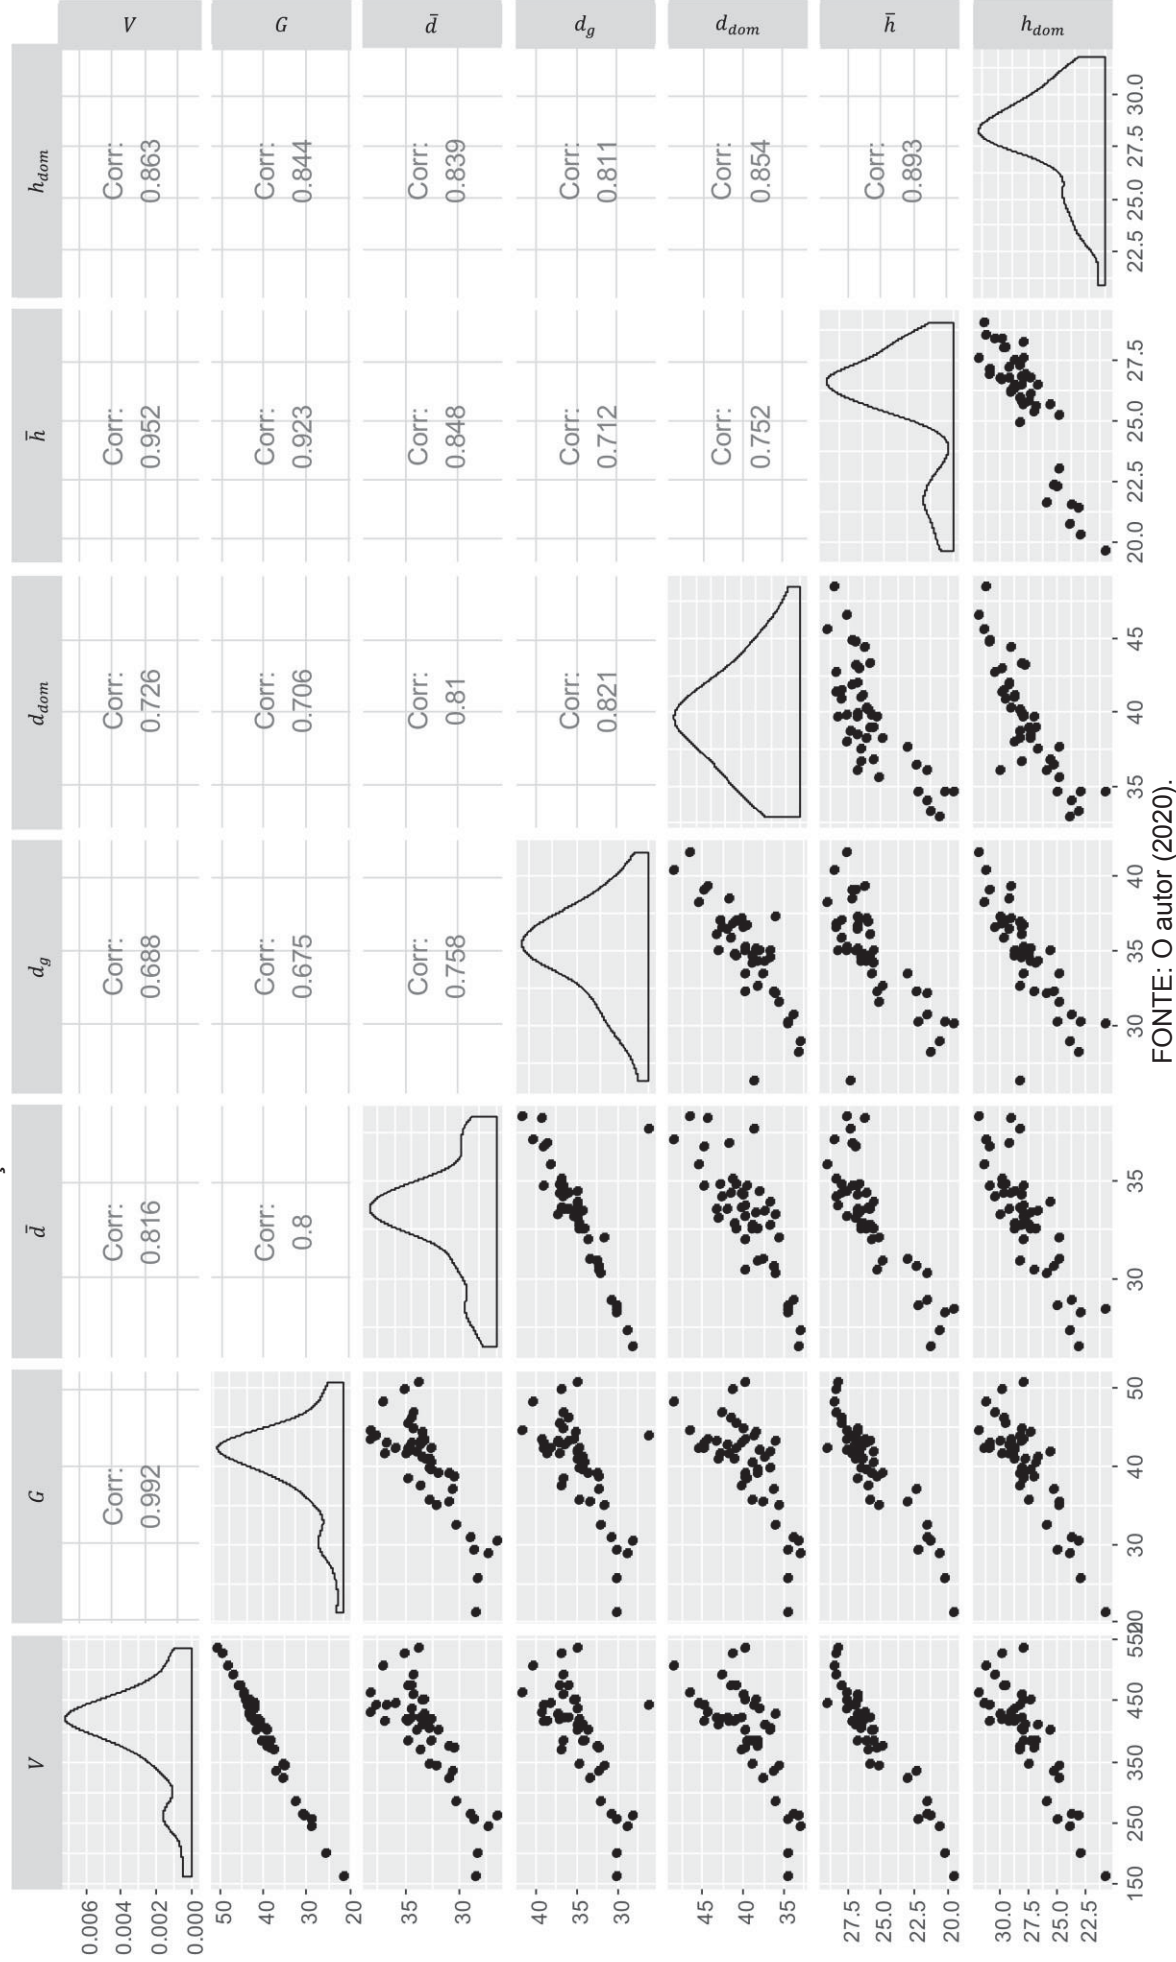 V G d̄ d_g d_dom h̄ h_dom
0.006
0.004
0.002
0.000
Corr: Corr: Corr: Corr: Corr: Corr:
0.992 0.816 0.688 0.726 0.952 0.863
V
50
40
30
20
Corr: Corr: Corr: Corr: Corr:
0.8 0.675 0.706 0.923 0.844
G
35
30
Corr: Corr: Corr: Corr:
0.758 0.81 0.848 0.839
d̄
40
35
30
Corr: Corr: Corr:
0.821 0.712 0.811
d_g
45
40
35
Corr: Corr:
0.752 0.854
d_dom
27.5
25.0
22.5
20.0
Corr:
0.893
h̄
30.0
27.5
25.0
22.5
h_dom
150 250 350 450 550 20 30 40 50 30 35 30 35 40 35 40 45 20.0 22.5 25.0 27.5 22.5 25.0 27.5 30.0
FONTE: O autor (2020).